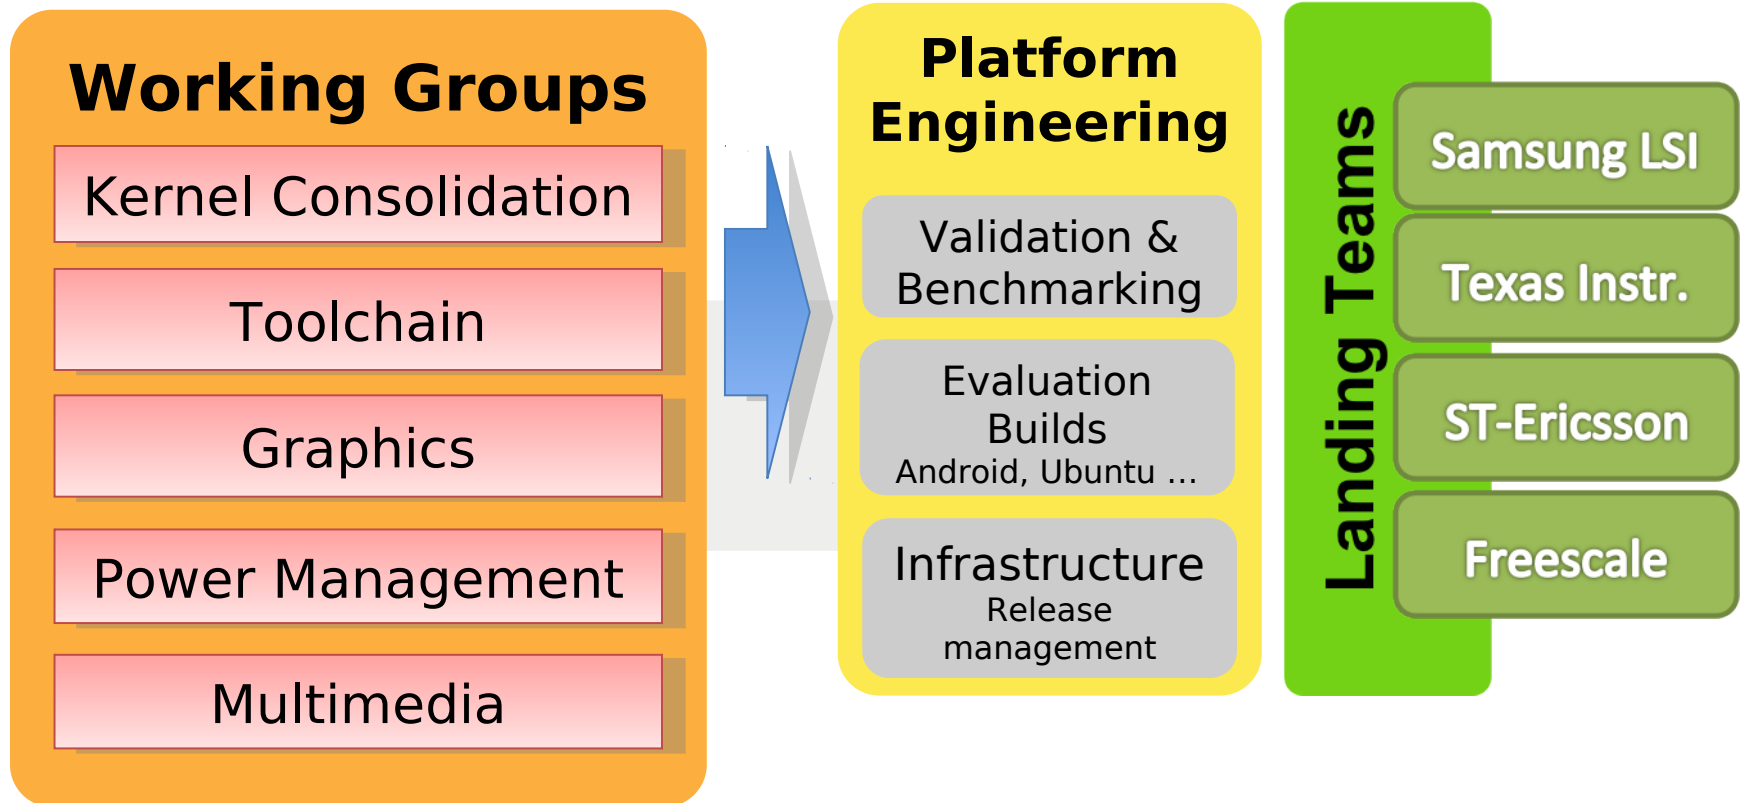 Working Groups
Kernel Consolidation
Toolchain
Graphics
Power Management
Multimedia
Platform
Engineering
Validation &
Benchmarking
Evaluation
Builds
Android, Ubuntu ...
Infrastructure
Release
management
Landing Teams
Samsung LSI
Texas Instr.
ST-Ericsson
Freescale